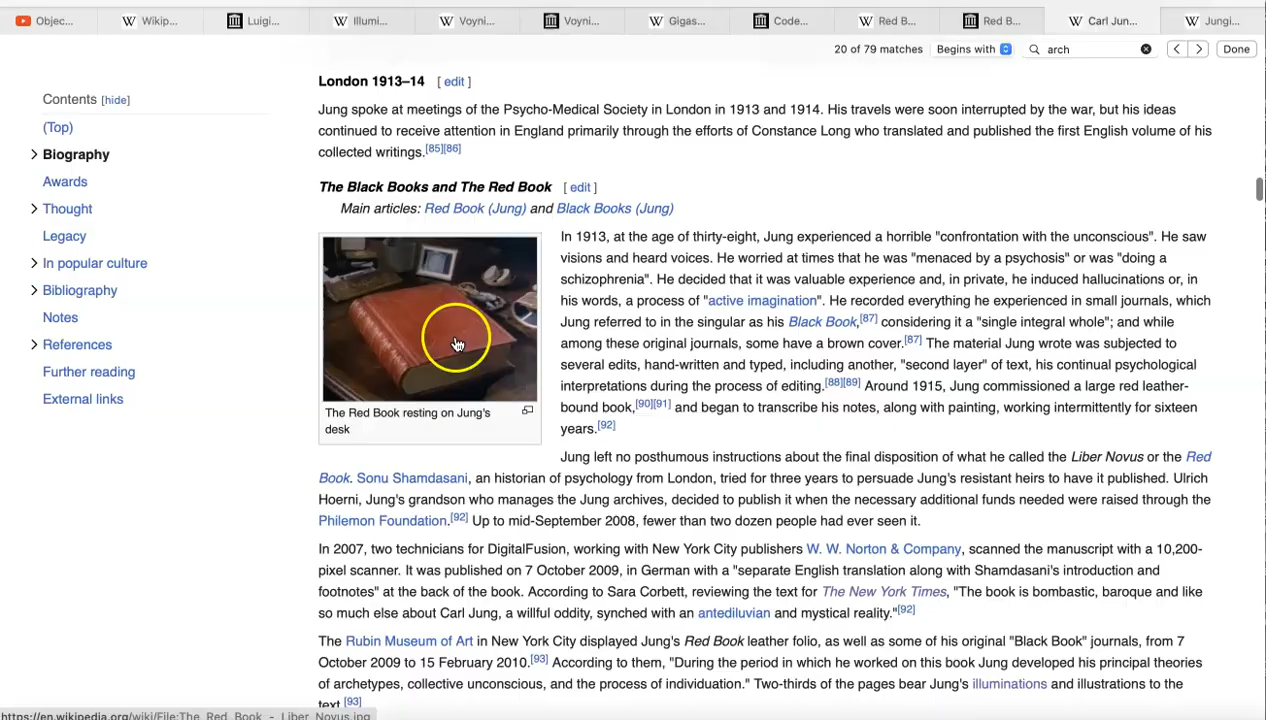 Objec...
Wikip...
Luigi...
Illumi...
Voyni...
Voyni...
Gigas...
Code...
Red B...
Red B...
Carl Jun...
Jungi...
20 of 79 matches
Begins with
arch
Done
Contents [hide]
(Top)
Biography
Awards
Thought
Legacy
In popular culture
Bibliography
Notes
References
Further reading
External links
London 1913–14 [ edit ]
Jung spoke at meetings of the Psycho-Medical Society in London in 1913 and 1914. His travels were soon interrupted by the war, but his ideas
continued to receive attention in England primarily through the efforts of Constance Long who translated and published the first English volume of his
collected writings.[85][86]
The Black Books and The Red Book [ edit ]
Main articles: Red Book (Jung) and Black Books (Jung)
The Red Book resting on Jung's
desk
In 1913, at the age of thirty-eight, Jung experienced a horrible "confrontation with the unconscious". He saw
visions and heard voices. He worried at times that he was "menaced by a psychosis" or was "doing a
schizophrenia". He decided that it was valuable experience and, in private, he induced hallucinations or, in
his words, a process of "active imagination". He recorded everything he experienced in small journals, which
Jung referred to in the singular as his Black Book,[87] considering it a "single integral whole"; and while
among these original journals, some have a brown cover.[87] The material Jung wrote was subjected to
several edits, hand-written and typed, including another, "second layer" of text, his continual psychological
interpretations during the process of editing.[88][89] Around 1915, Jung commissioned a large red leather-
bound book,[90][91] and began to transcribe his notes, along with painting, working intermittently for sixteen
years.[92]
Jung left no posthumous instructions about the final disposition of what he called the Liber Novus or the Red
Book. Sonu Shamdasani, an historian of psychology from London, tried for three years to persuade Jung's resistant heirs to have it published. Ulrich
Hoerni, Jung's grandson who manages the Jung archives, decided to publish it when the necessary additional funds needed were raised through the
Philemon Foundation.[92] Up to mid-September 2008, fewer than two dozen people had ever seen it.
In 2007, two technicians for DigitalFusion, working with New York City publishers W. W. Norton & Company, scanned the manuscript with a 10,200-
pixel scanner. It was published on 7 October 2009, in German with a "separate English translation along with Shamdasani's introduction and
footnotes" at the back of the book. According to Sara Corbett, reviewing the text for The New York Times, "The book is bombastic, baroque and like
so much else about Carl Jung, a willful oddity, synched with an antediluvian and mystical reality."[92]
The Rubin Museum of Art in New York City displayed Jung's Red Book leather folio, as well as some of his original "Black Book" journals, from 7
October 2009 to 15 February 2010.[93] According to them, "During the period in which he worked on this book Jung developed his principal theories
of archetypes, collective unconscious, and the process of individuation." Two-thirds of the pages bear Jung's illuminations and illustrations to the
text.[93]
https://en.wikipedia.org/wiki/File:The_Red_Book_-_Liber_Novus.jpg